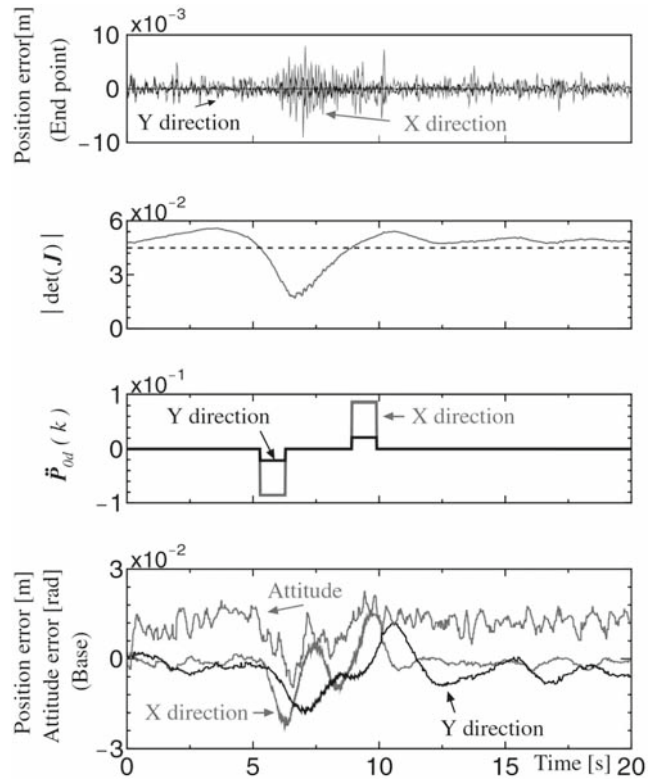 x10⁻³
10
0
−10
Position error[m]
(End point)
Y direction
X direction
x10⁻²
6
3
0
| det(J) |
x10⁻¹
1
0
−1
P̈₀d ( k )
Y direction
X direction
x10⁻²
3
0
−3
Position error [m]
Attitude error [rad]
(Base)
Attitude
X direction
Y direction
0
5
10
15
20
Time [s]